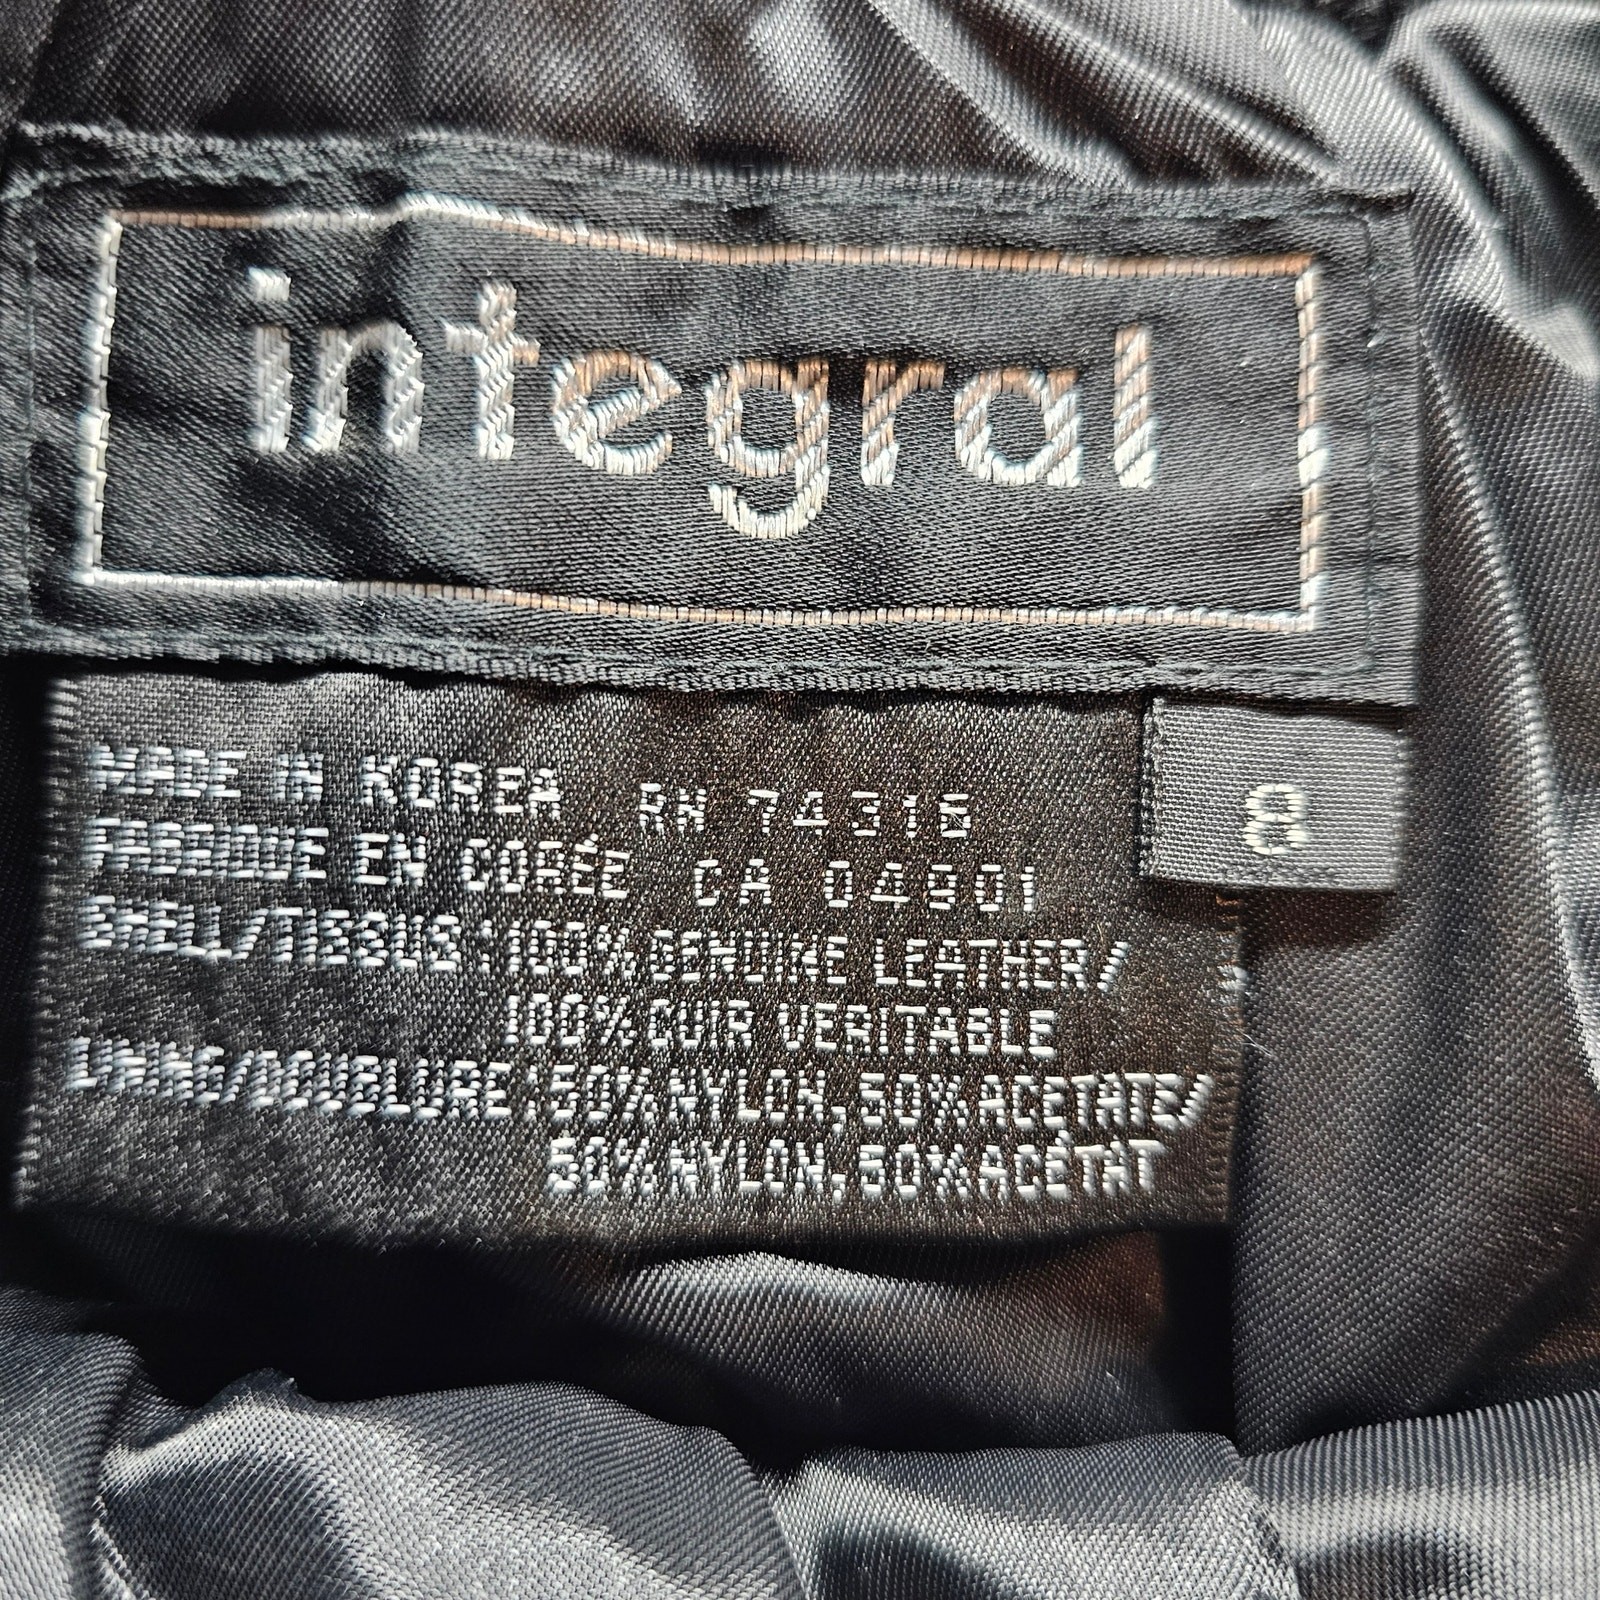 integral
8
MADE IN KOREA RN 74316
FABRIQUE EN CORÉE CA 04901
SHELL/TISSUS:100% GENUINE LEATHER/
100% CUIR VERITABLE
LINING/DOUBLURE:50% NYLON, 50% ACETATE/
50% NYLON, 50% ACÉTAT